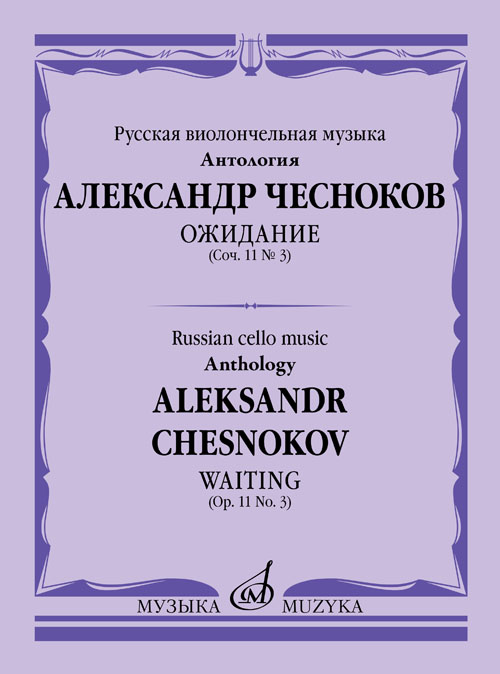 Русская виолончельная музыка
Антология
АЛЕКСАНДР ЧЕСНОКОВ
ОЖИДАНИЕ
(Соч. 11 № 3)
Russian cello music
Anthology
ALEKSANDR
CHESNOKOV
WAITING
(Op. 11 No. 3)
МУЗЫКА М MUZYKA